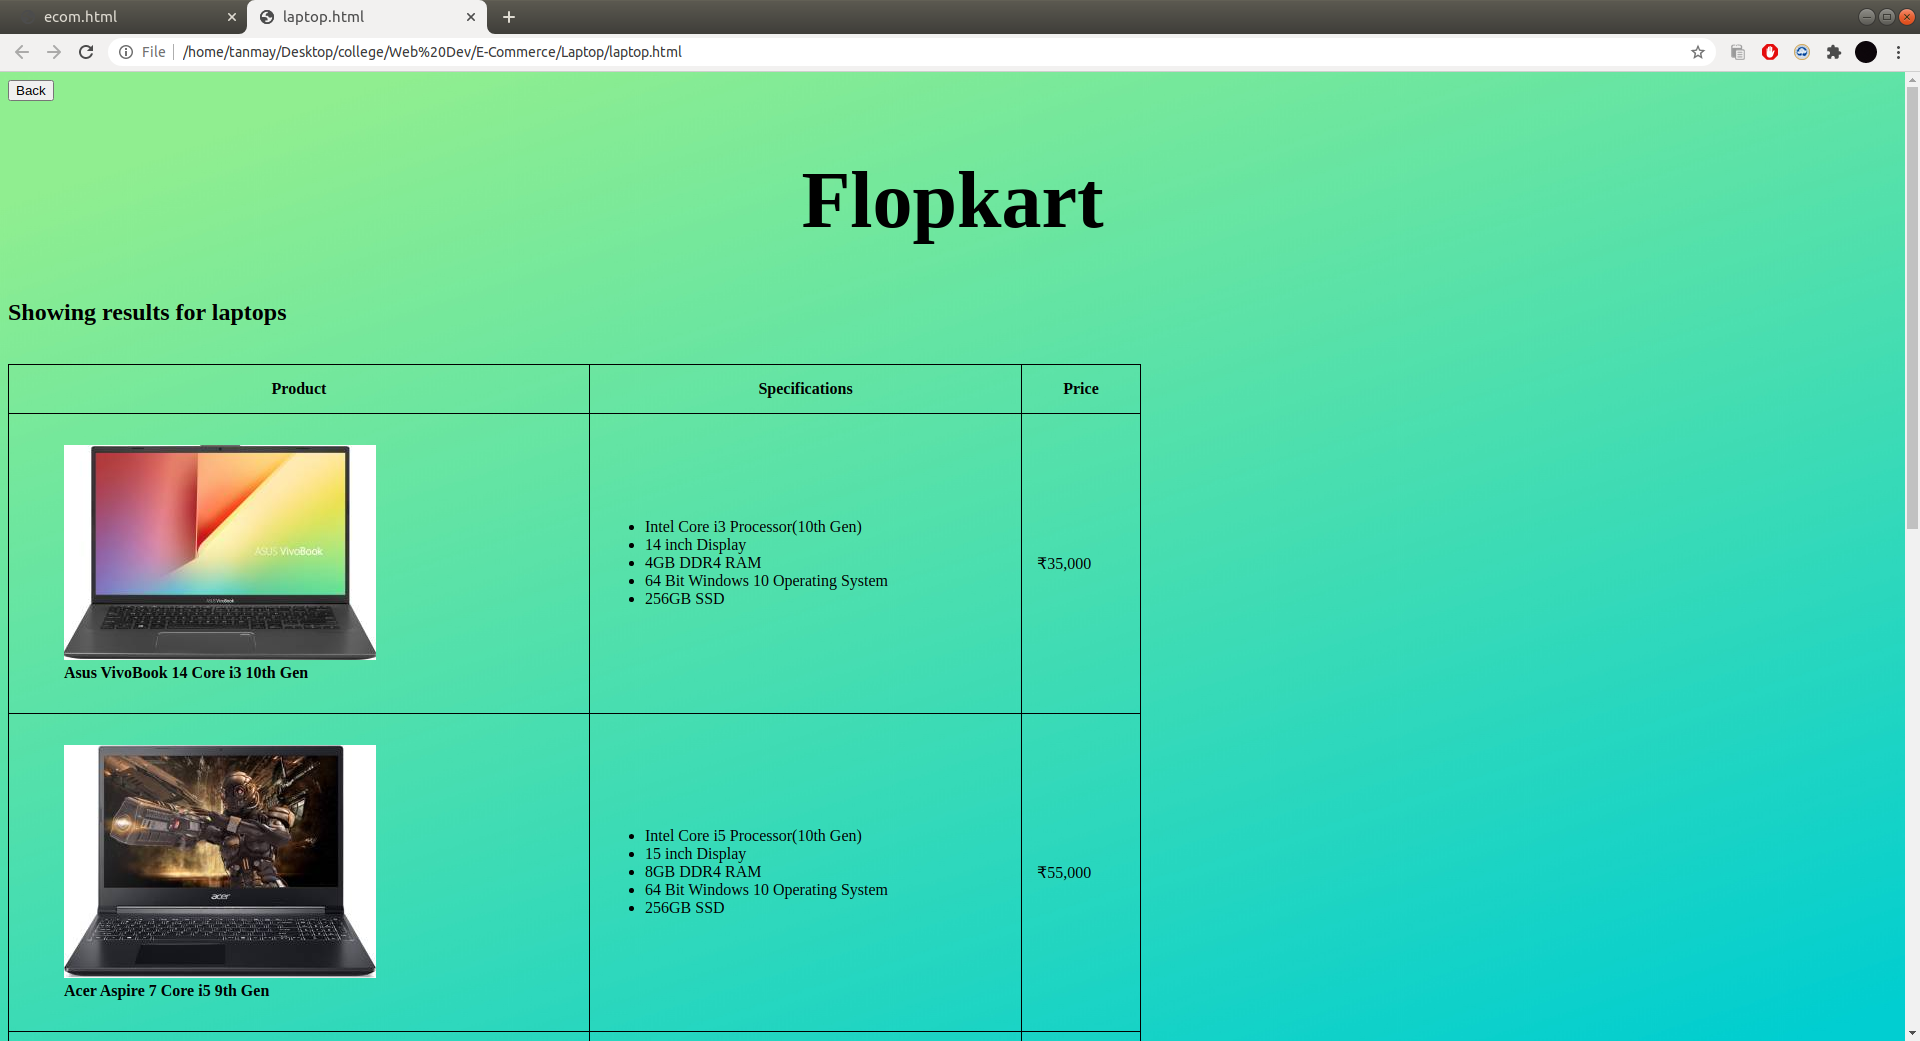 ecom.html
laptop.html
File
/home/tanmay/Desktop/college/Web%20Dev/E-Commerce/Laptop/laptop.html
Back
Flopkart
Showing results for laptops
Product Specifications Price
ASUS VivoBook
ASUS VivoBook
Asus VivoBook 14 Core i3 10th Gen
Intel Core i3 Processor(10th Gen)
14 inch Display
4GB DDR4 RAM
64 Bit Windows 10 Operating System
256GB SSD
₹35,000
acer
Acer Aspire 7 Core i5 9th Gen
Intel Core i5 Processor(10th Gen)
15 inch Display
8GB DDR4 RAM
64 Bit Windows 10 Operating System
256GB SSD
₹55,000